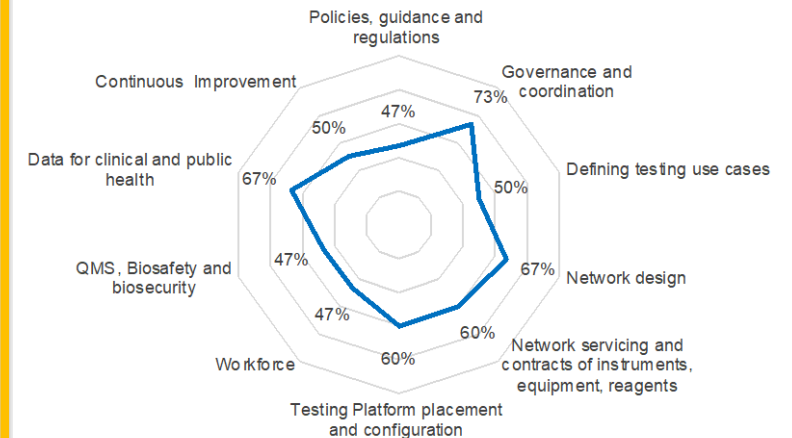 Policies, guidance and
regulations
Governance and
coordination
Defining testing use cases
Network design
Network servicing and
contracts of instruments,
equipment, reagents
Testing Platform placement
and configuration
Workforce
QMS, Biosafety and
biosecurity
Data for clinical and public
health
Continuous Improvement
47%
73%
50%
67%
60%
60%
47%
47%
67%
50%